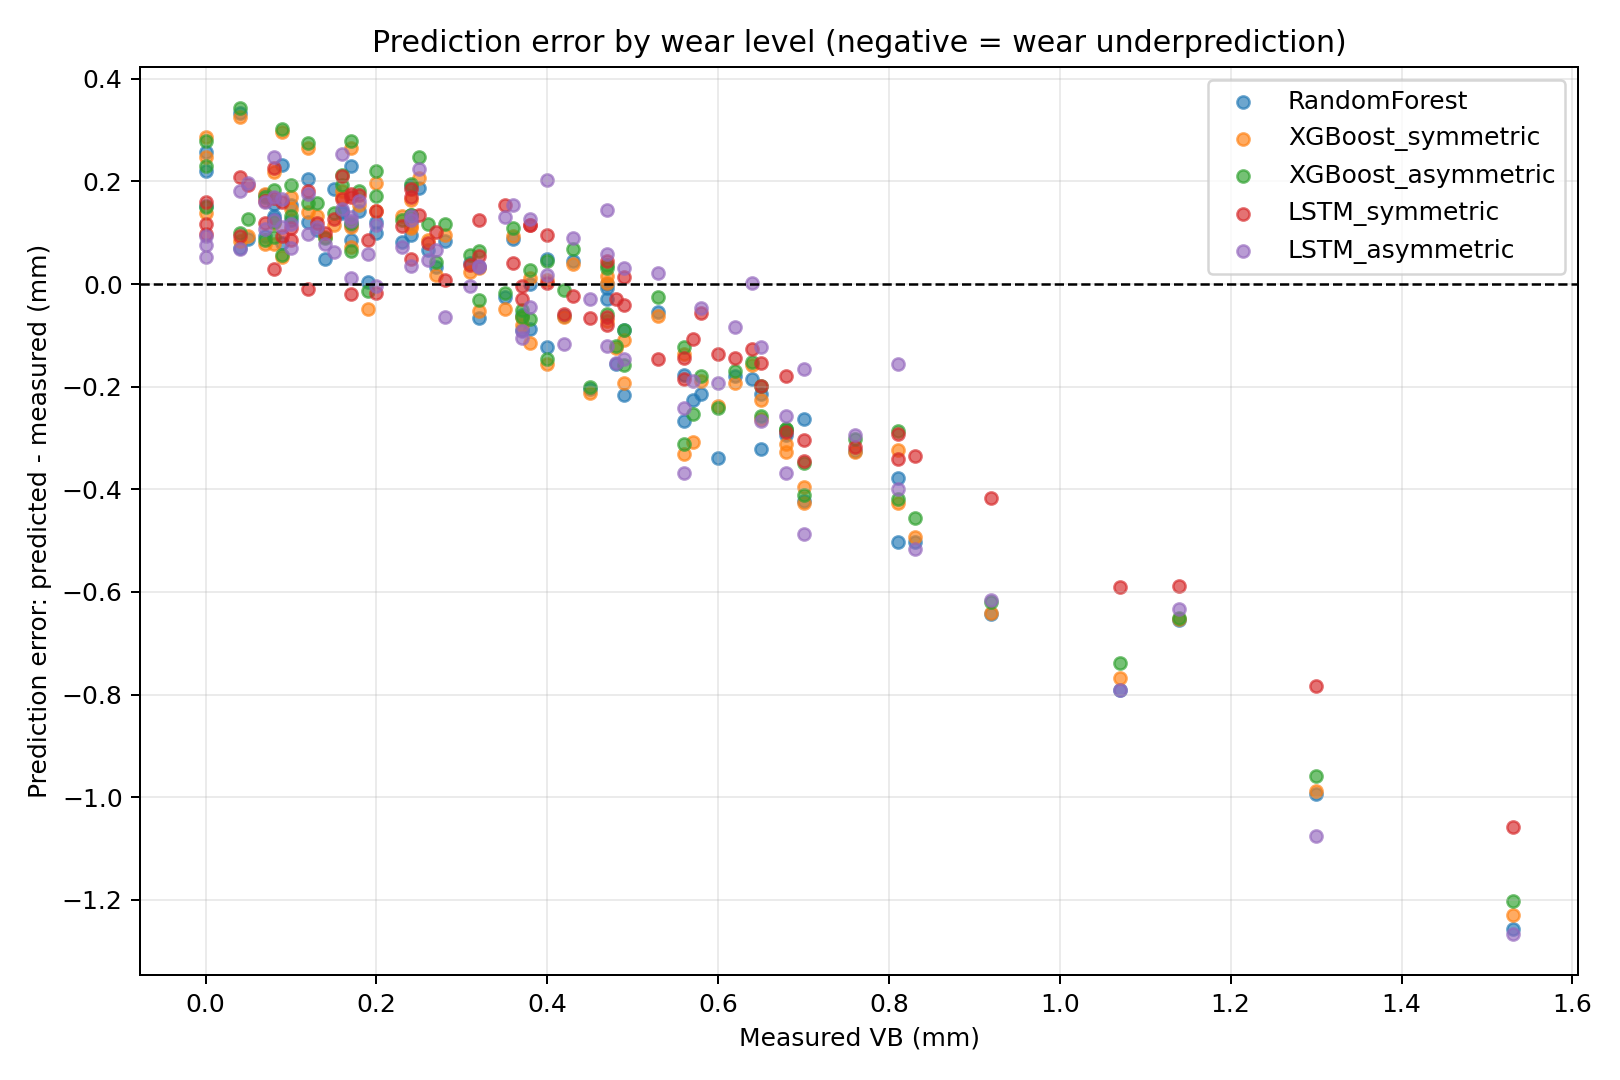 Prediction error by wear level (negative = wear underprediction)
Prediction error: predicted - measured (mm)
0.4
0.2
0.0
−0.2
−0.4
−0.6
−0.8
−1.0
−1.2
RandomForest
XGBoost_symmetric
XGBoost_asymmetric
LSTM_symmetric
LSTM_asymmetric
0.0 0.2 0.4 0.6 0.8 1.0 1.2 1.4 1.6
Measured VB (mm)